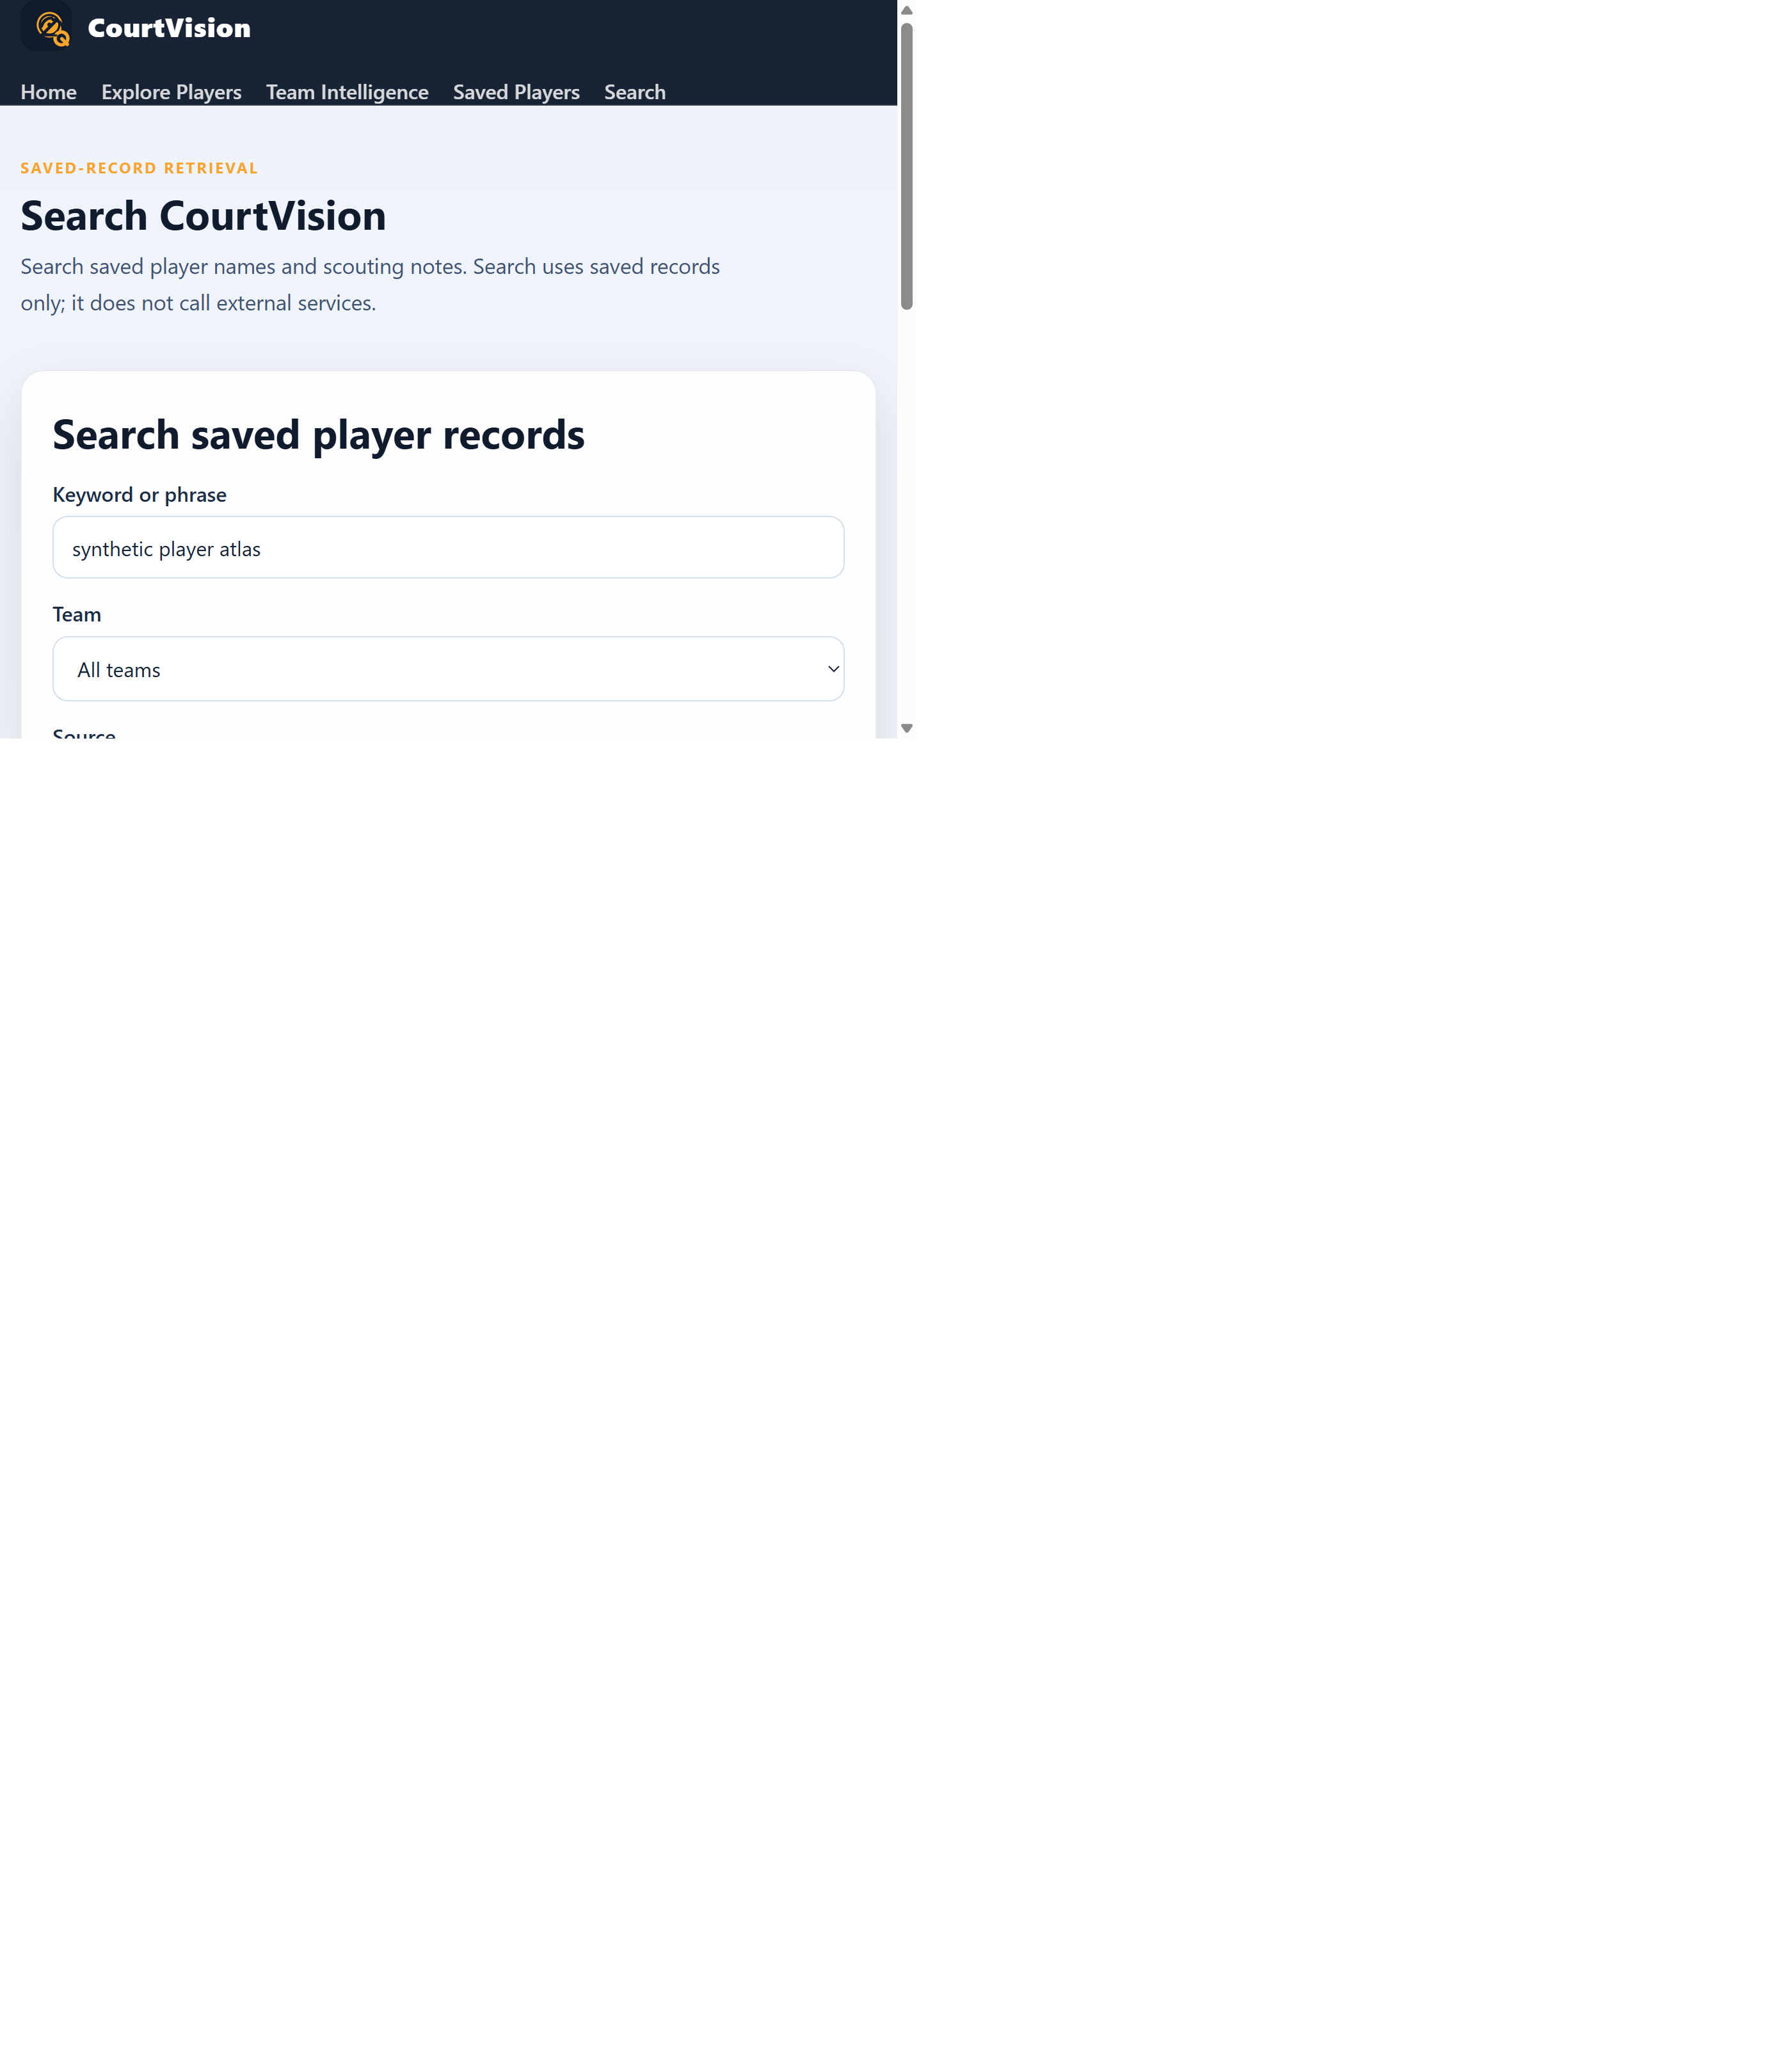 CourtVision
Home Explore Players Team Intelligence Saved Players Search
SAVED-RECORD RETRIEVAL
Search CourtVision
Search saved player names and scouting notes. Search uses saved records
only; it does not call external services.
Search saved player records
Keyword or phrase
synthetic player atlas
Team
All teams
Source